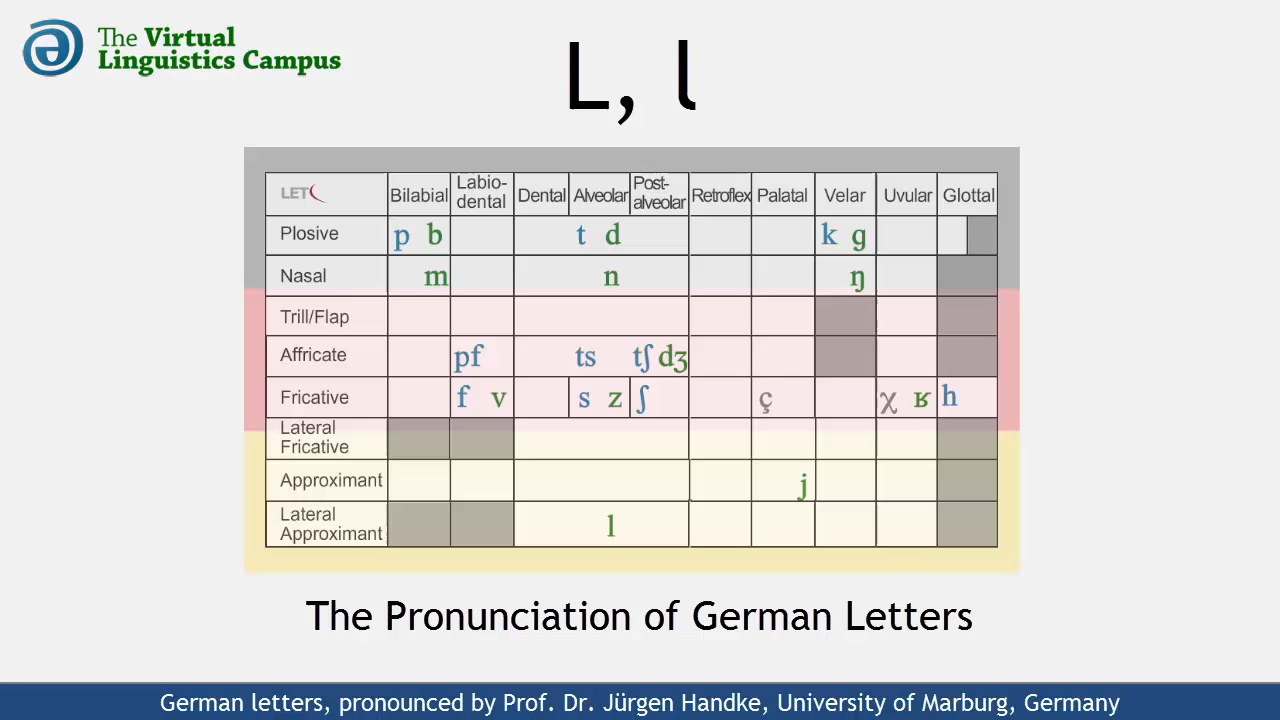 The Virtual
Linguistics Campus
L, l
LET
Bilabial Labio-dental Dental Alveolar Post-alveolar Retroflex Palatal Velar Uvular Glottal
Plosive p b t d k ɡ
Nasal m n ŋ
Trill/Flap
Affricate pf ts tʃ dʒ
Fricative f v s z ʃ ç χ ʁ h
Lateral
Fricative
Approximant j
Lateral
Approximant l
The Pronunciation of German Letters
German letters, pronounced by Prof. Dr. Jürgen Handke, University of Marburg, Germany